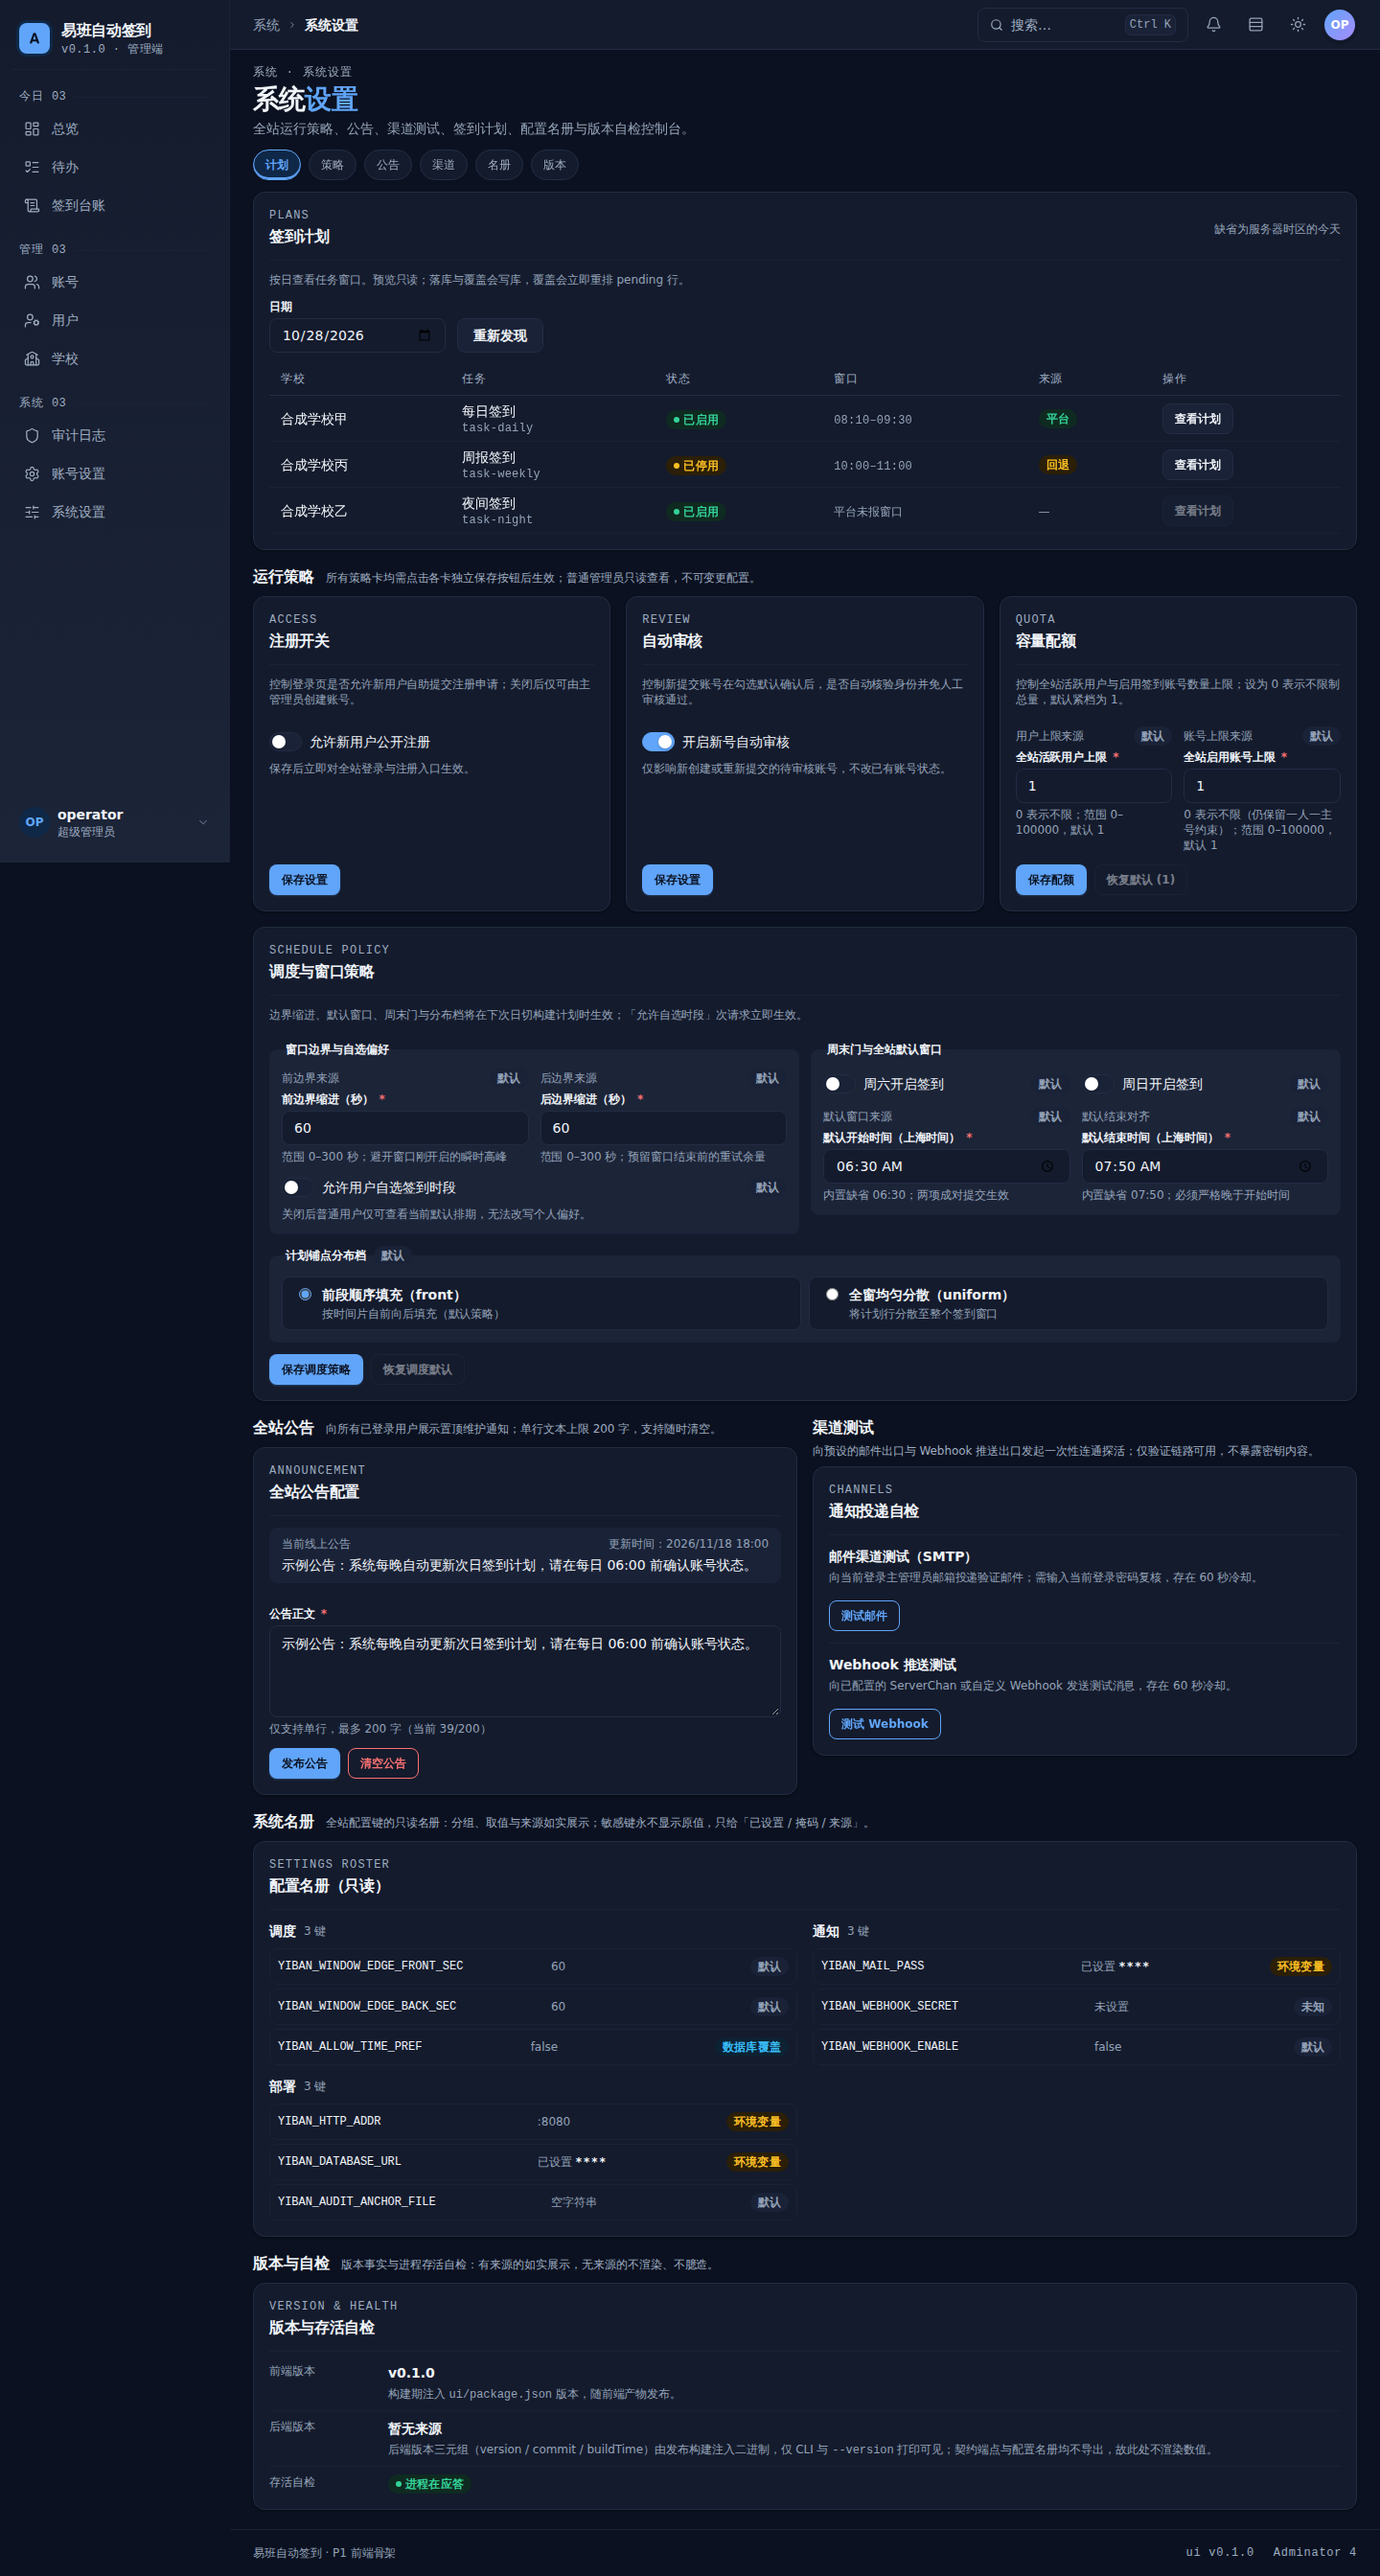 A
易班自动签到
v0.1.0 · 管理端
今日 03
总览
待办
签到台账
管理 03
账号
用户
学校
系统 03
审计日志
账号设置
系统设置
OP
operator
超级管理员
系统 › 系统设置
搜索… Ctrl K
OP
系统 · 系统设置
系统设置
全站运行策略、公告、渠道测试、签到计划、配置名册与版本自检控制台。
计划 策略 公告 渠道 名册 版本
PLANS
签到计划
缺省为服务器时区的今天
按日查看任务窗口。预览只读；落库与覆盖会写库，覆盖会立即重排 pending 行。
日期
10/28/2026 重新发现
学校 任务 状态 窗口 来源 操作
合成学校甲 每日签到 已启用 08:10–09:30 平台 查看计划
task-daily
合成学校丙 周报签到 已停用 10:00–11:00 回退 查看计划
task-weekly
合成学校乙 夜间签到 已启用 平台未报窗口 — 查看计划
task-night
运行策略 所有策略卡均需点击各卡独立保存按钮后生效；普通管理员只读查看，不可变更配置。
ACCESS
注册开关
控制登录页是否允许新用户自助提交注册申请；关闭后仅可由主
管理员创建账号。
允许新用户公开注册
保存后立即对全站登录与注册入口生效。
保存设置
REVIEW
自动审核
控制新提交账号在勾选默认确认后，是否自动核验身份并免人工
审核通过。
开启新号自动审核
仅影响新创建或重新提交的待审核账号，不改已有账号状态。
保存设置
QUOTA
容量配额
控制全站活跃用户与启用签到账号数量上限；设为 0 表示不限制
总量，默认紧档为 1。
用户上限来源 默认 账号上限来源 默认
全站活跃用户上限 * 全站启用账号上限 *
1 1
0 表示不限；范围 0–
100000，默认 1
0 表示不限（仍保留一人一主
号约束）；范围 0–100000，
默认 1
保存配额 恢复默认 (1)
SCHEDULE POLICY
调度与窗口策略
边界缩进、默认窗口、周末门与分布档将在下次日切构建计划时生效；「允许自选时段」次请求立即生效。
窗口边界与自选偏好
前边界来源 默认 后边界来源 默认
前边界缩进（秒） * 后边界缩进（秒） *
60 60
范围 0–300 秒；避开窗口刚开启的瞬时高峰 范围 0–300 秒；预留窗口结束前的重试余量
允许用户自选签到时段 默认
关闭后普通用户仅可查看当前默认排期，无法改写个人偏好。
周末门与全站默认窗口
周六开启签到 默认 周日开启签到 默认
默认窗口来源 默认 默认结束对齐 默认
默认开始时间（上海时间） * 默认结束时间（上海时间） *
06:30 AM 07:50 AM
内置缺省 06:30；两项成对提交生效 内置缺省 07:50；必须严格晚于开始时间
计划铺点分布档 默认
前段顺序填充（front） 全窗均匀分散（uniform）
按时间片自前向后填充（默认策略） 将计划行分散至整个签到窗口
保存调度策略 恢复调度默认
全站公告 向所有已登录用户展示置顶维护通知；单行文本上限 200 字，支持随时清空。
ANNOUNCEMENT
全站公告配置
当前线上公告 更新时间：2026/11/18 18:00
示例公告：系统每晚自动更新次日签到计划，请在每日 06:00 前确认账号状态。
公告正文 *
示例公告：系统每晚自动更新次日签到计划，请在每日 06:00 前确认账号状态。
仅支持单行，最多 200 字（当前 39/200）
发布公告 清空公告
渠道测试
向预设的邮件出口与 Webhook 推送出口发起一次性连通探活；仅验证链路可用，不暴露密钥内容。
CHANNELS
通知投递自检
邮件渠道测试（SMTP）
向当前登录主管理员邮箱投递验证邮件；需输入当前登录密码复核，存在 60 秒冷却。
测试邮件
Webhook 推送测试
向已配置的 ServerChan 或自定义 Webhook 发送测试消息，存在 60 秒冷却。
测试 Webhook
系统名册 全站配置键的只读名册：分组、取值与来源如实展示；敏感键永不显示原值，只给「已设置 / 掩码 / 来源」。
SETTINGS ROSTER
配置名册（只读）
调度 3 键
YIBAN_WINDOW_EDGE_FRONT_SEC 60 默认
YIBAN_WINDOW_EDGE_BACK_SEC 60 默认
YIBAN_ALLOW_TIME_PREF false 数据库覆盖
通知 3 键
YIBAN_MAIL_PASS 已设置 **** 环境变量
YIBAN_WEBHOOK_SECRET 未设置 未知
YIBAN_WEBHOOK_ENABLE false 默认
部署 3 键
YIBAN_HTTP_ADDR :8080 环境变量
YIBAN_DATABASE_URL 已设置 **** 环境变量
YIBAN_AUDIT_ANCHOR_FILE 空字符串 默认
版本与自检 版本事实与进程存活自检：有来源的如实展示，无来源的不渲染、不臆造。
VERSION & HEALTH
版本与存活自检
前端版本 v0.1.0
构建期注入 ui/package.json 版本，随前端产物发布。
后端版本 暂无来源
后端版本三元组（version / commit / buildTime）由发布构建注入二进制，仅 CLI 与 --version 打印可见；契约端点与配置名册均不导出，故此处不渲染数值。
存活自检 进程在应答
易班自动签到 · P1 前端骨架 ui v0.1.0 Adminator 4